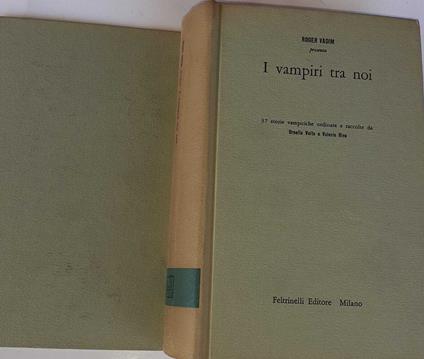 ROGER VADIM
presenta
I vampiri tra noi
37 storie vampiriche ordinate e raccolte da
Ornella Volta e Valerio Riva
Feltrinelli Editore Milano